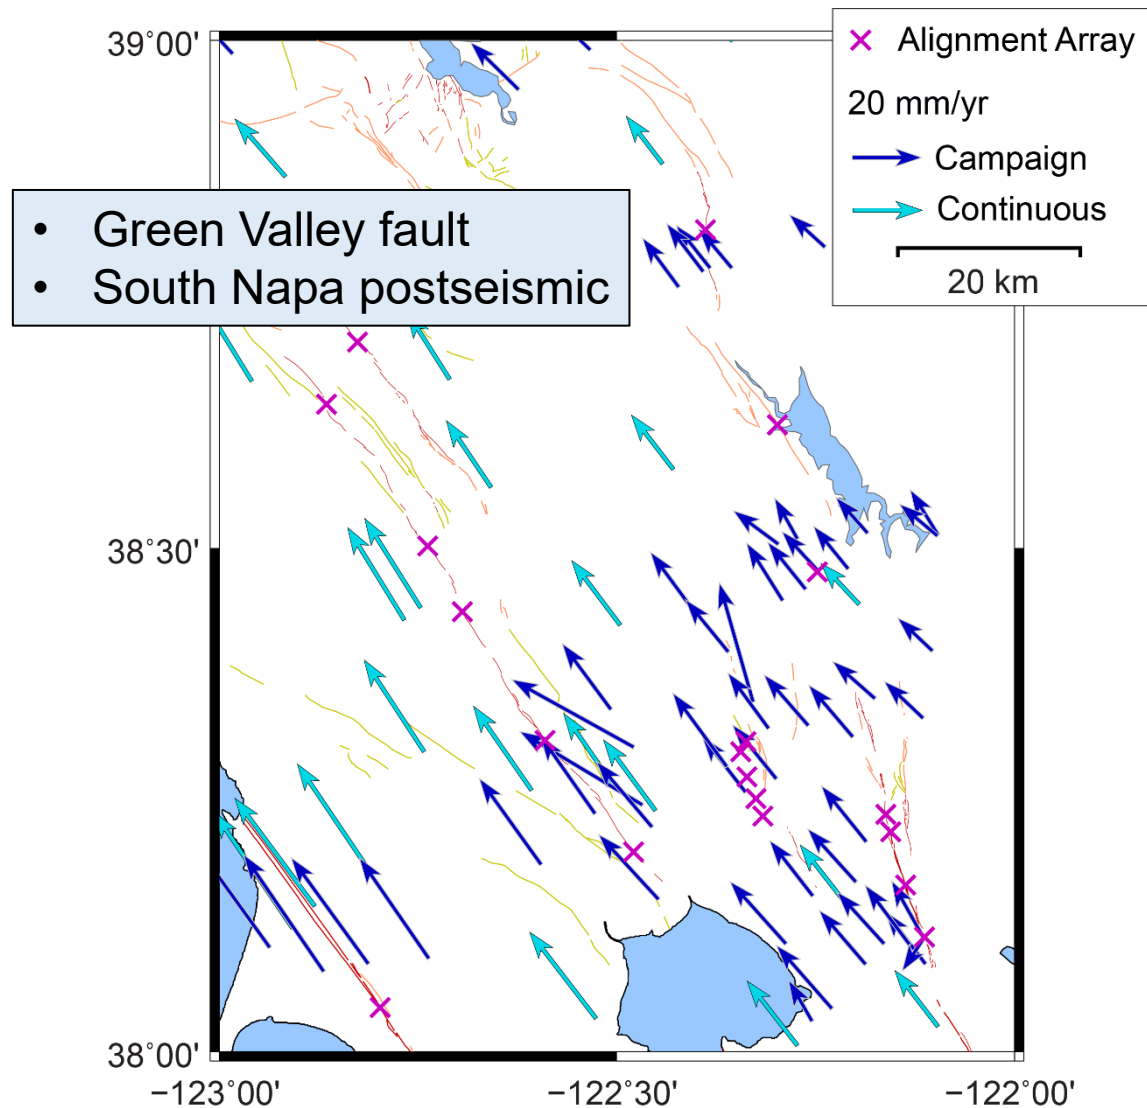 39°00'
Alignment Array
20 mm/yr
Campaign
Continuous
20 km
• Green Valley fault
• South Napa postseismic
38°30'
38°00'
−123°00'
−122°30'
−122°00'